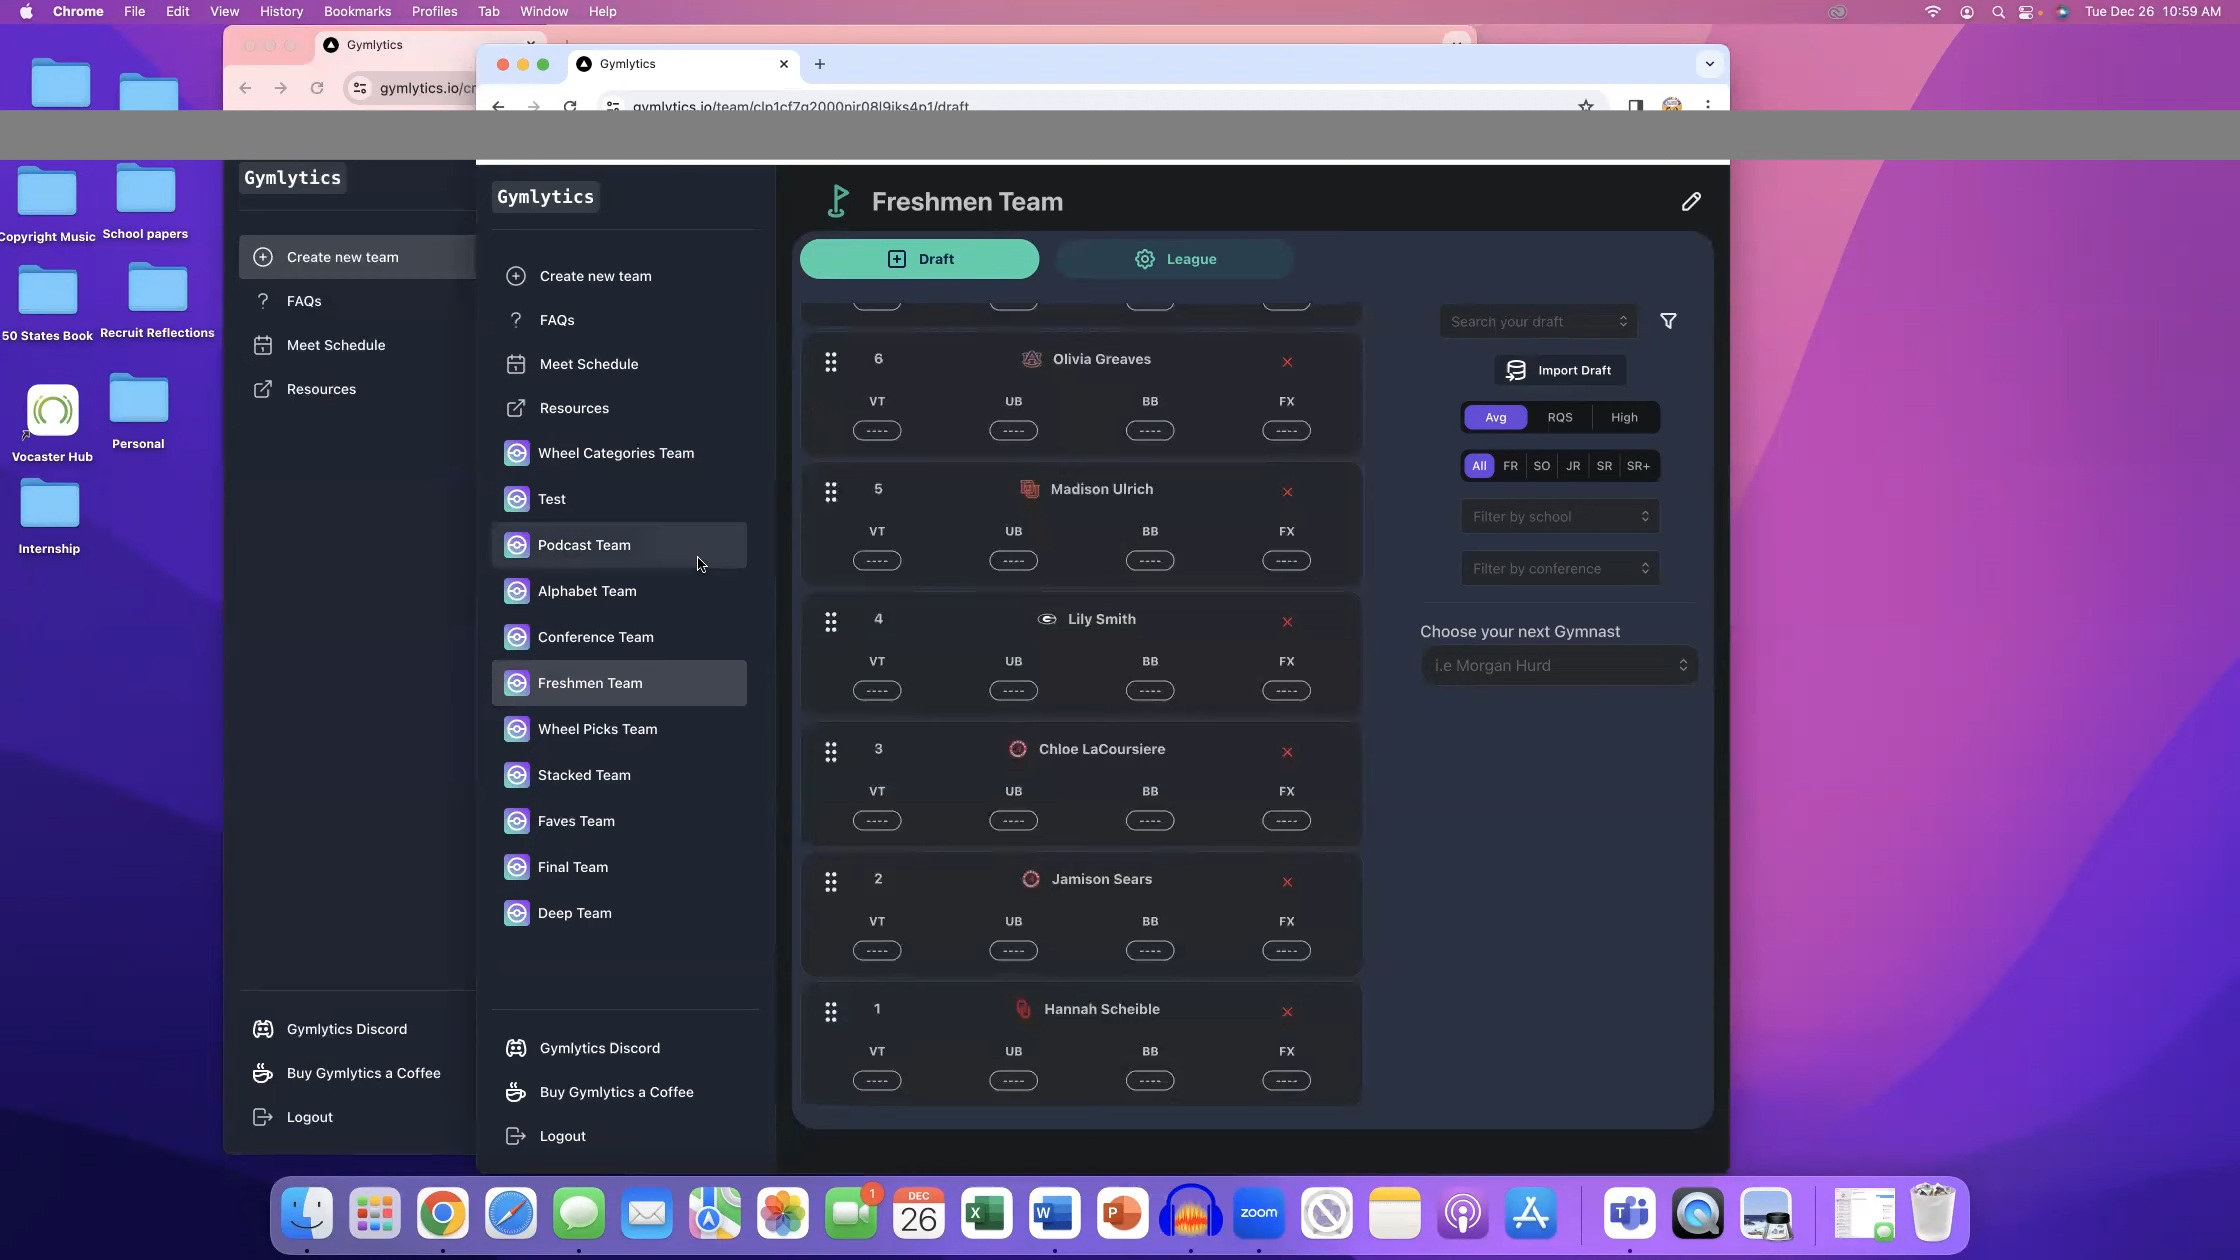 Chrome File Edit View History Bookmarks Profiles Tab Window Help
Tue Dec 26 10:59 AM
Gymlytics
Gymlytics
gymlytics.io/cr
gymlytics.io/team/
/draft
Gymlytics
Create new team
FAQs
Meet Schedule
Resources
Gymlytics Discord
Buy Gymlytics a Coffee
Logout
Copyright Music
School papers
50 States Book
Recruit Reflections
Vocaster Hub
Personal
Internship
Gymlytics
Create new team
FAQs
Meet Schedule
Resources
Wheel Categories Team
Test
Podcast Team
Alphabet Team
Conference Team
Freshmen Team
Wheel Picks Team
Stacked Team
Faves Team
Final Team
Deep Team
Gymlytics Discord
Buy Gymlytics a Coffee
Logout
Freshmen Team
Draft
League
6 Olivia Greaves
VT UB BB FX
---- ---- ---- ----
5 Madison Ulrich
VT UB BB FX
---- ---- ---- ----
4 Lily Smith
VT UB BB FX
---- ---- ---- ----
3 Chloe LaCoursiere
VT UB BB FX
---- ---- ---- ----
2 Jamison Sears
VT UB BB FX
---- ---- ---- ----
1 Hannah Scheible
VT UB BB FX
---- ---- ---- ----
Search your draft
Import Draft
Avg RQS High
All FR SO JR SR SR+
Filter by school
Filter by conference
Choose your next Gymnast
i.e Morgan Hurd
1
DEC
26
X
W
P
zoom
T